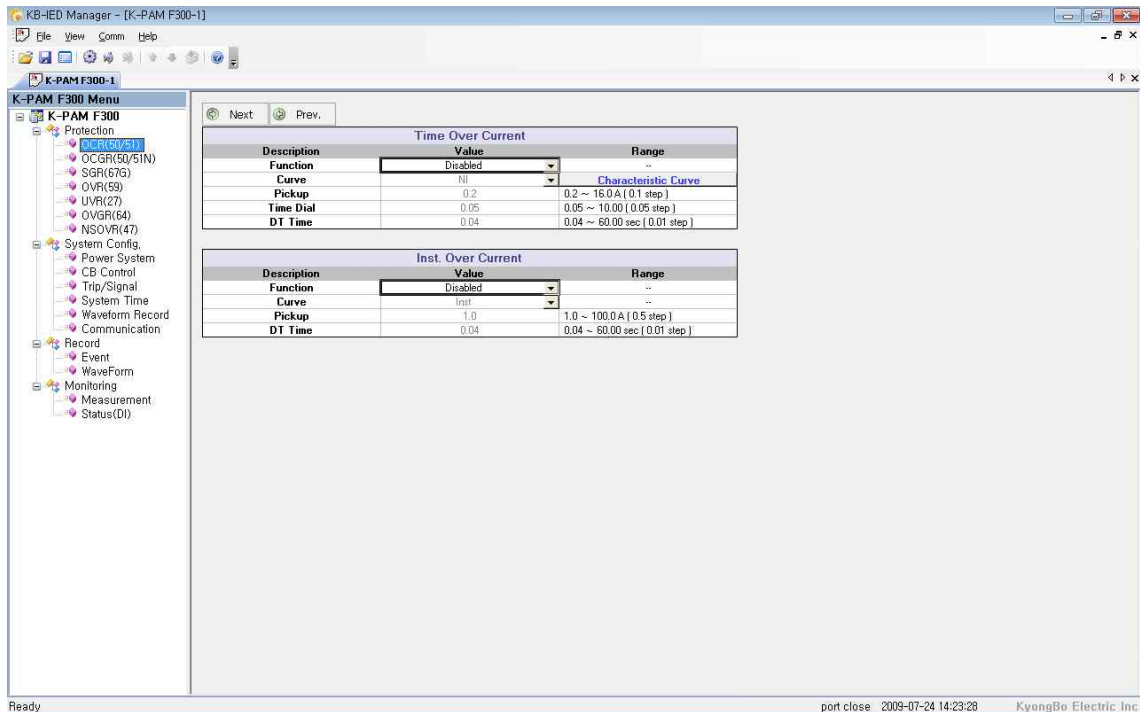 KB-IED Manager - [K-PAM F300-1]
File View Comm Help
K-PAM F300-1
K-PAM F300 Menu
K-PAM F300
Protection
OCR(50/51)
OCGR(50/51N)
SGR(67G)
OVR(59)
UVR(27)
OVGR(64)
NSOVR(47)
System Config.
Power System
CB Control
Trip/Signal
System Time
Waveform Record
Communication
Record
Event
WaveForm
Monitoring
Measurement
Status(DI)
Next Prev.
Time Over Current
Description Value Range
Function Disabled --
Curve NI Characteristic Curve
Pickup 0.2 0.2 ~ 16.0 A ( 0.1 step )
Time Dial 0.05 0.05 ~ 10.00 ( 0.05 step )
DT Time 0.04 0.04 ~ 60.00 sec ( 0.01 step )
Inst. Over Current
Description Value Range
Function Disabled --
Curve Inst --
Pickup 1.0 1.0 ~ 100.0 A ( 0.5 step )
DT Time 0.04 0.04 ~ 60.00 sec ( 0.01 step )
Ready port close 2009-07-24 14:23:28 KyongBo Electric Inc